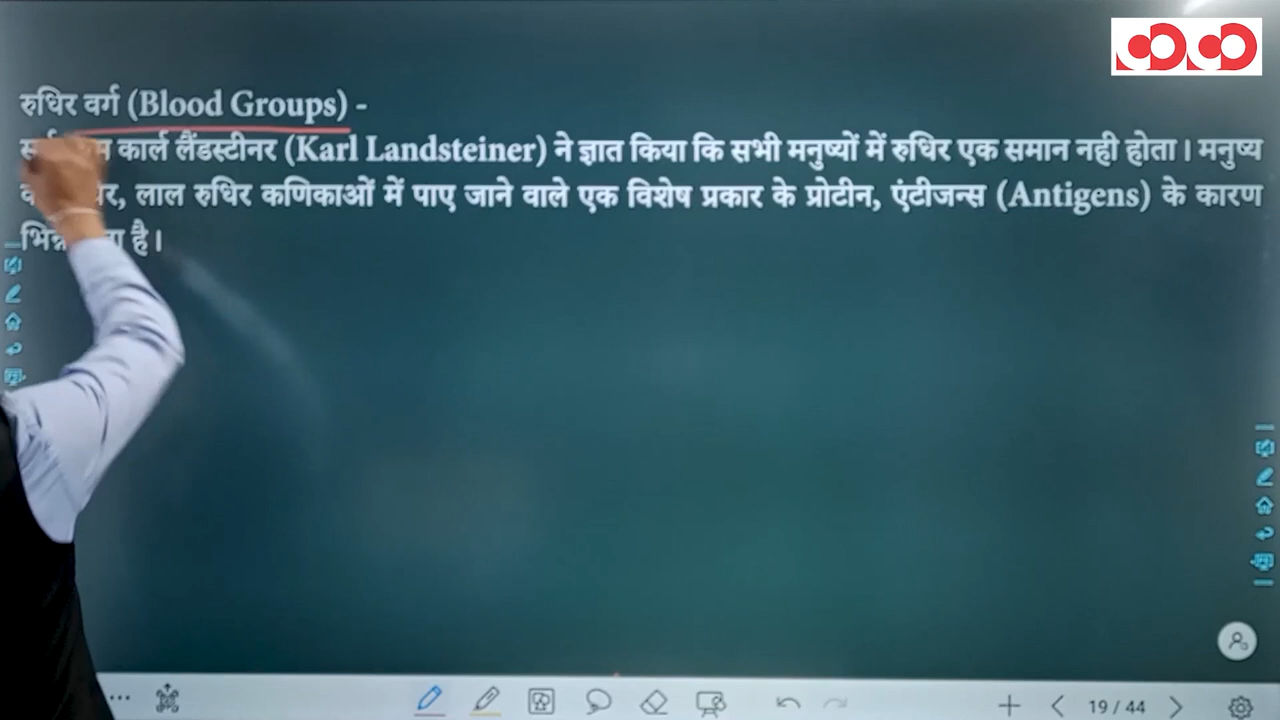 रुधिर वर्ग (Blood Groups) -
कार्ल लैंडस्टीनर (Karl Landsteiner) ने ज्ञात किया कि सभी मनुष्यों में रुधिर एक समान नही होता । मनुष्य
लाल रुधिर कणिकाओं में पाए जाने वाले एक विशेष प्रकार के प्रोटीन, एंटीजन्स (Antigens) के कारण
है ।
19 / 44